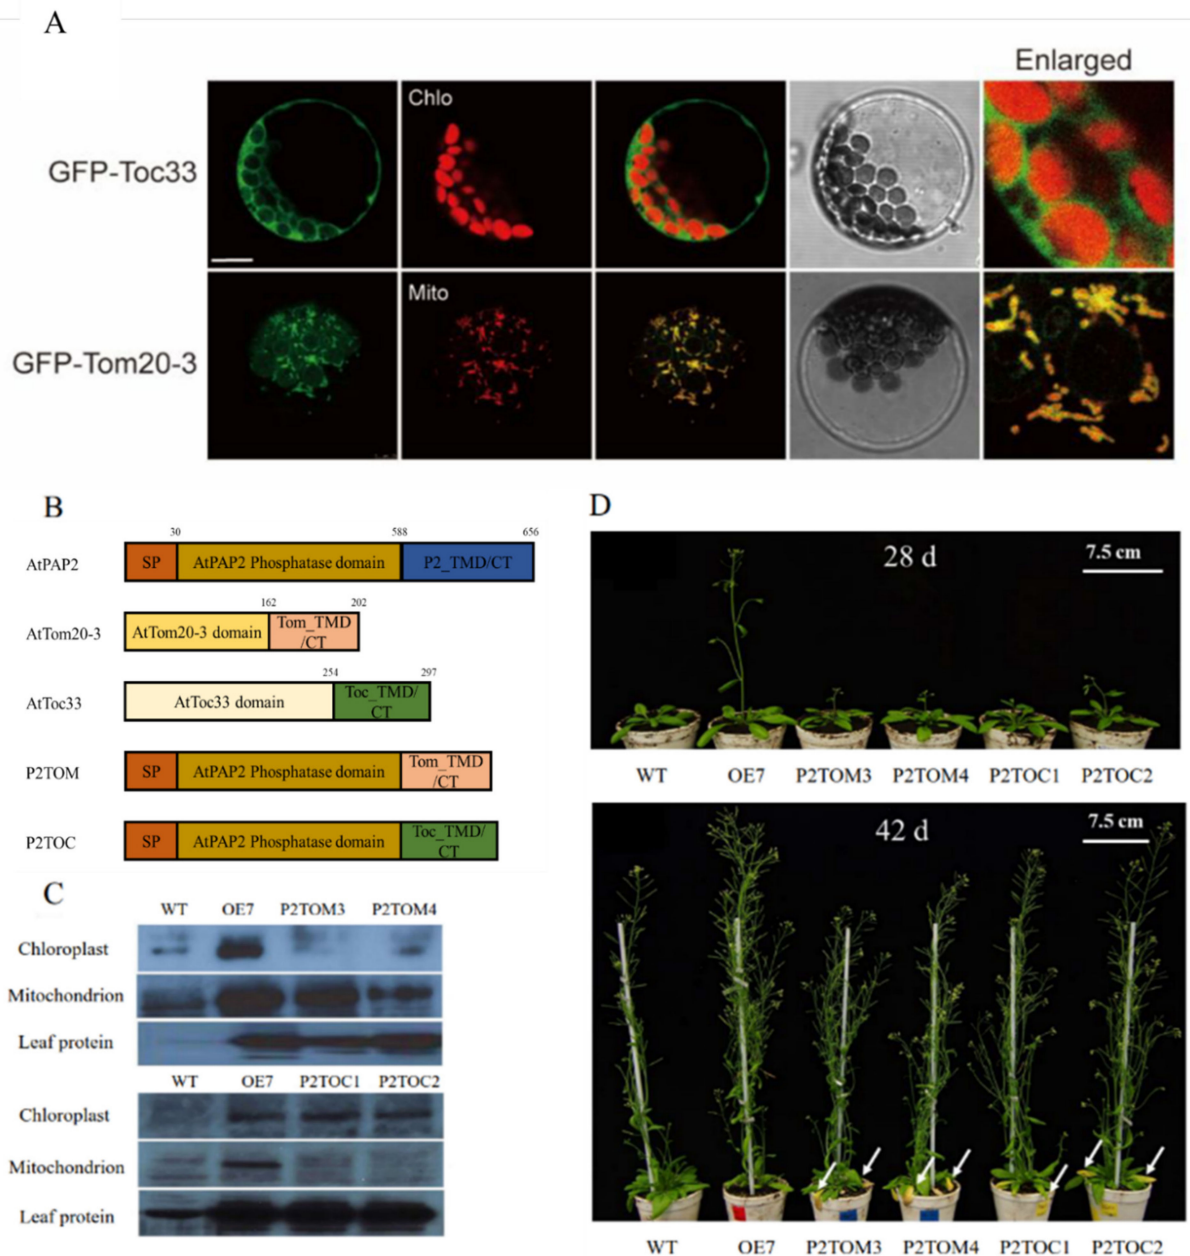 A
Enlarged
GFP-Toc33
Chlo
GFP-Tom20-3
Mito
B
30 588 656
AtPAP2 SP AtPAP2 Phosphatase domain P2_TMD/CT
162 202
AtTom20-3 AtTom20-3 domain Tom_TMD
/CT
254 297
AtToc33 AtToc33 domain Toc_TMD/
CT
P2TOM SP AtPAP2 Phosphatase domain Tom_TMD
/CT
P2TOC SP AtPAP2 Phosphatase domain Toc_TMD/
CT
C
WT OE7 P2TOM3 P2TOM4
Chloroplast
Mitochondrion
Leaf protein
WT OE7 P2TOC1 P2TOC2
Chloroplast
Mitochondrion
Leaf protein
D
28 d 7.5 cm
WT OE7 P2TOM3 P2TOM4 P2TOC1 P2TOC2
42 d 7.5 cm
WT OE7 P2TOM3 P2TOM4 P2TOC1 P2TOC2